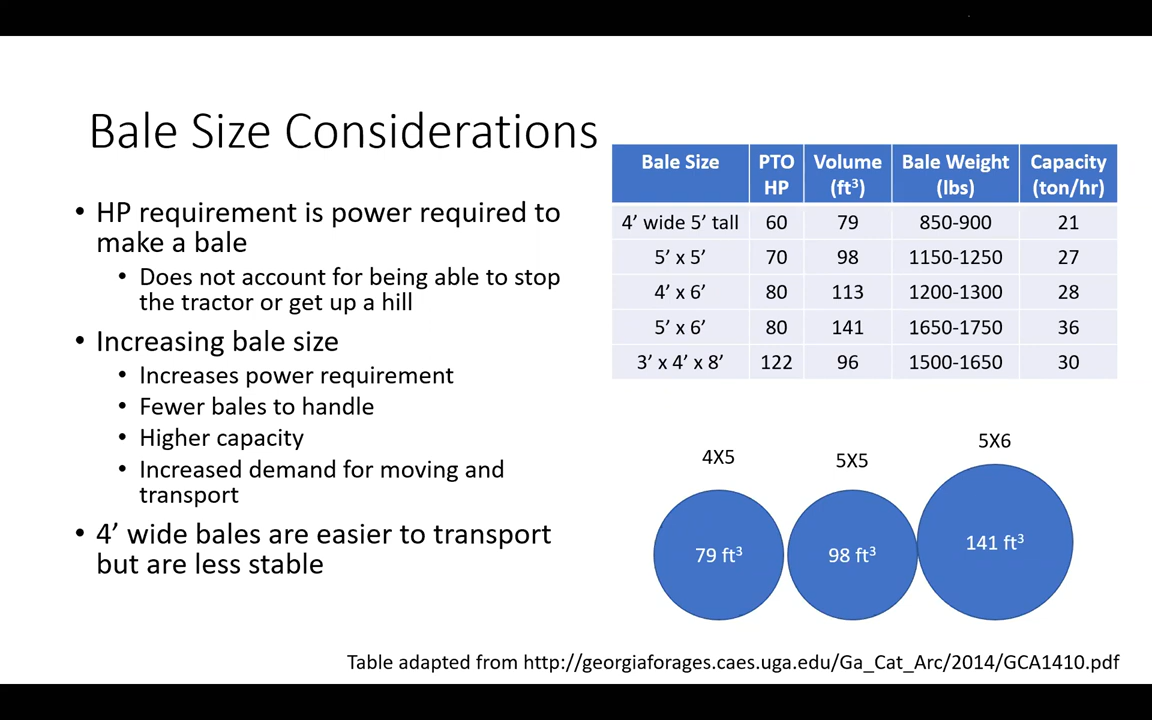 Bale Size Considerations
• HP requirement is power required to
make a bale
• Does not account for being able to stop
the tractor or get up a hill
• Increasing bale size
• Increases power requirement
• Fewer bales to handle
• Higher capacity
• Increased demand for moving and
transport
• 4’ wide bales are easier to transport
but are less stable
Bale Size PTO HP Volume (ft³) Bale Weight (lbs) Capacity (ton/hr)
4’ wide 5’ tall 60 79 850-900 21
5’ x 5’ 70 98 1150-1250 27
4’ x 6’ 80 113 1200-1300 28
5’ x 6’ 80 141 1650-1750 36
3’ x 4’ x 8’ 122 96 1500-1650 30
4X5 5X5 5X6
79 ft³ 98 ft³ 141 ft³
Table adapted from http://georgiaforages.caes.uga.edu/Ga_Cat_Arc/2014/GCA1410.pdf